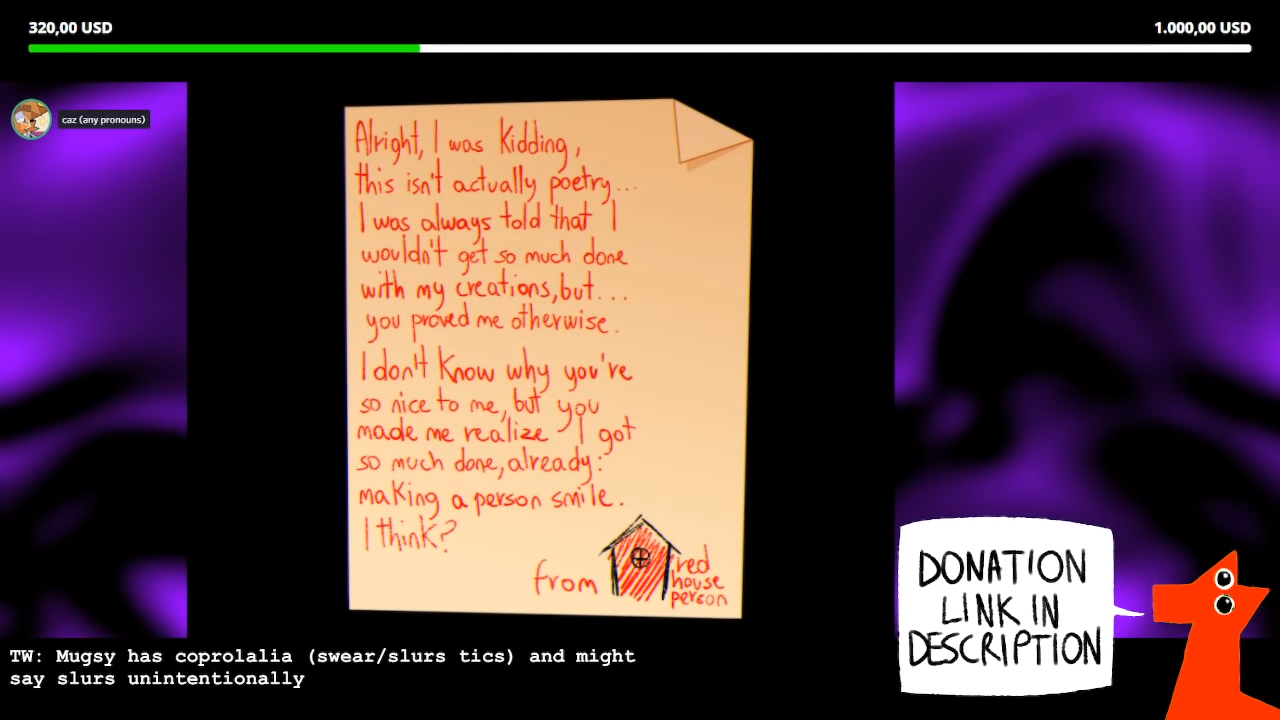 320,00 USD
1.000,00 USD
caz (any pronouns)
Alright, I was kidding,
this isn't actually poetry...
I was always told that I
wouldn't get so much done
with my creations, but...
you proved me otherwise.
I don't know why you're
so nice to me, but you
made me realize I got
so much done, already:
making a person smile.
I think?
from
red
house
person
DONATION
LINK IN
DESCRIPTION
TW: Mugsy has coprolalia (swear/slurs tics) and might
say slurs unintentionally